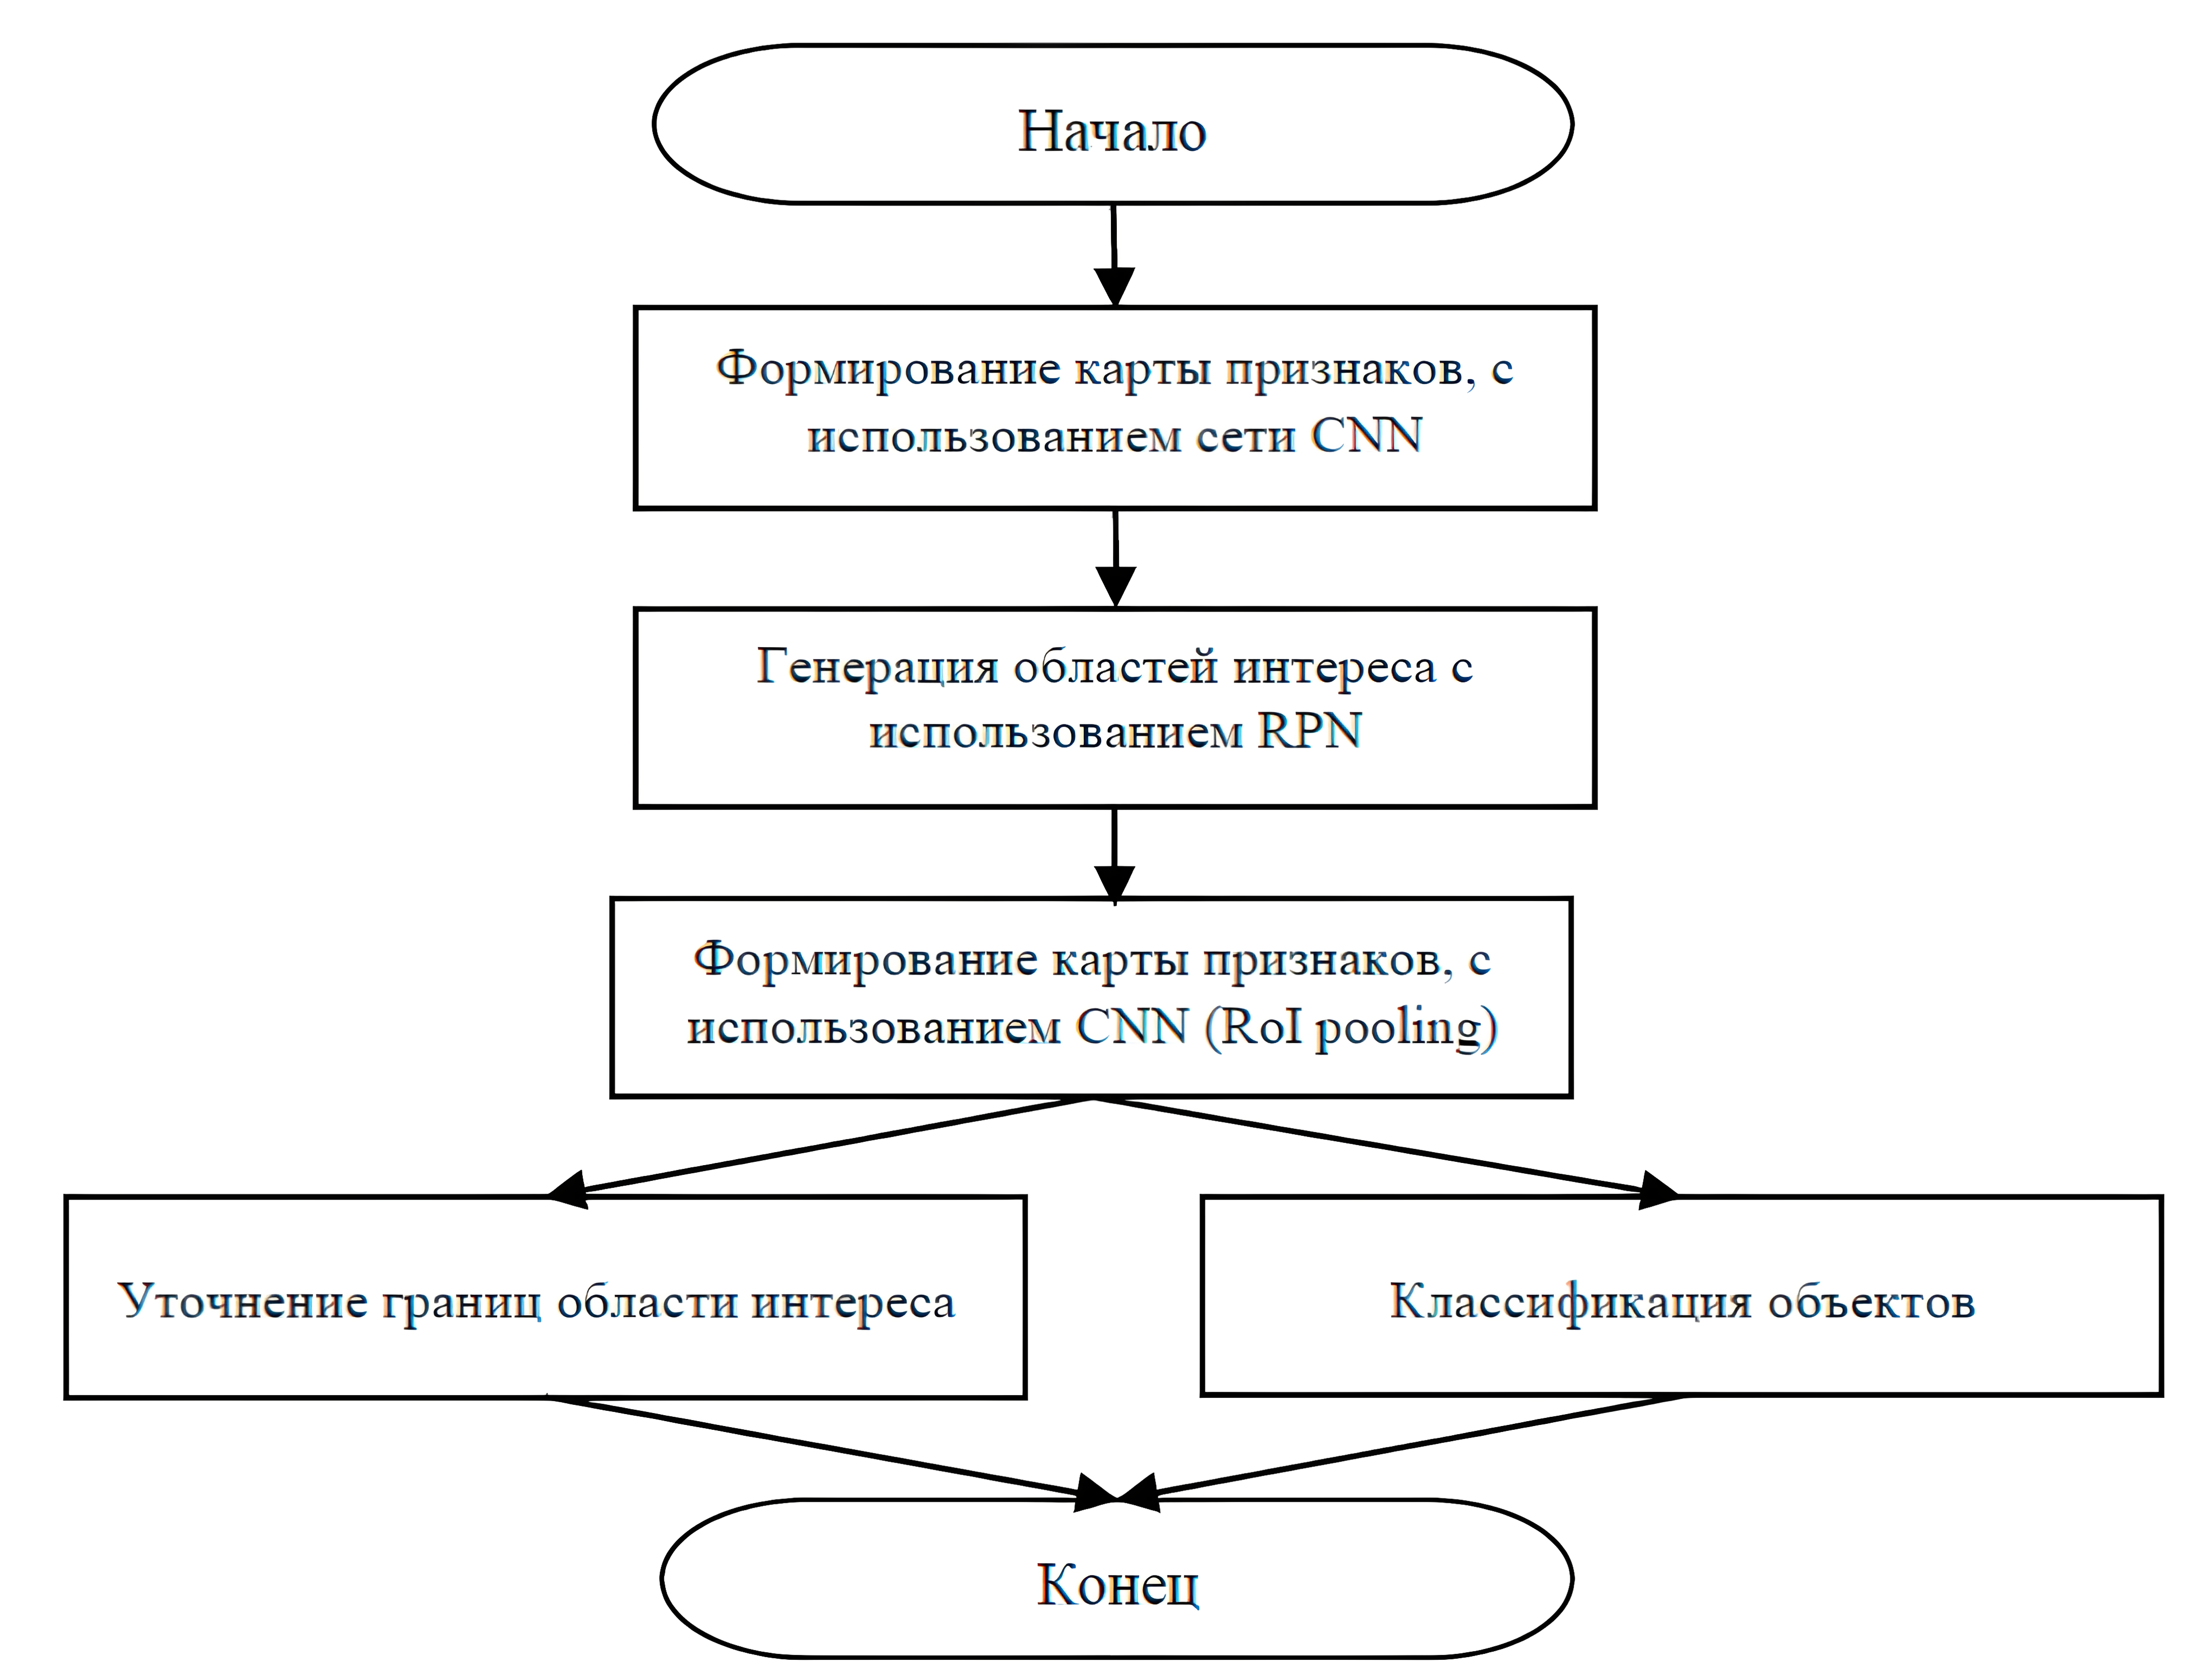 Начало
Формирование карты признаков, с
использованием сети CNN
Генерация областей интереса с
использованием RPN
Формирование карты признаков, с
использованием CNN (RoI pooling)
Уточнение границ области интереса
Классификация объектов
Конец